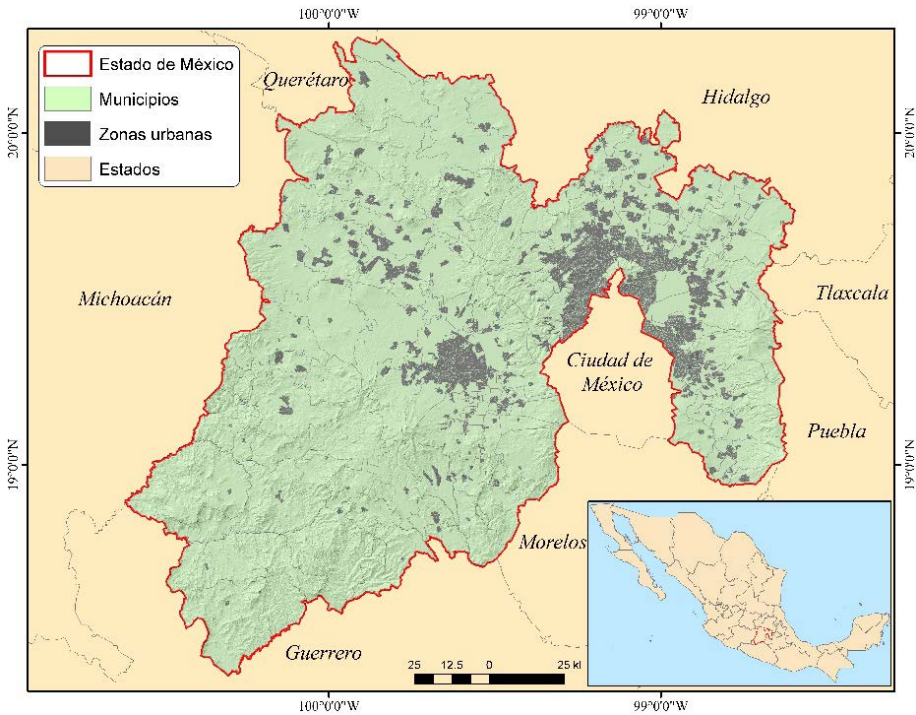 100°0'0"W
99°0'0"W
Estado de México
Municipios
Zonas urbanas
Estados
Querétaro
Hidalgo
20°0'0"N
20°0'0"N
Michoacán
Tlaxcala
Ciudad de
México
Puebla
19°0'0"N
19°0'0"N
Morelos
Guerrero
25 12.5 0 25 kl
100°0'0"W
99°0'0"W